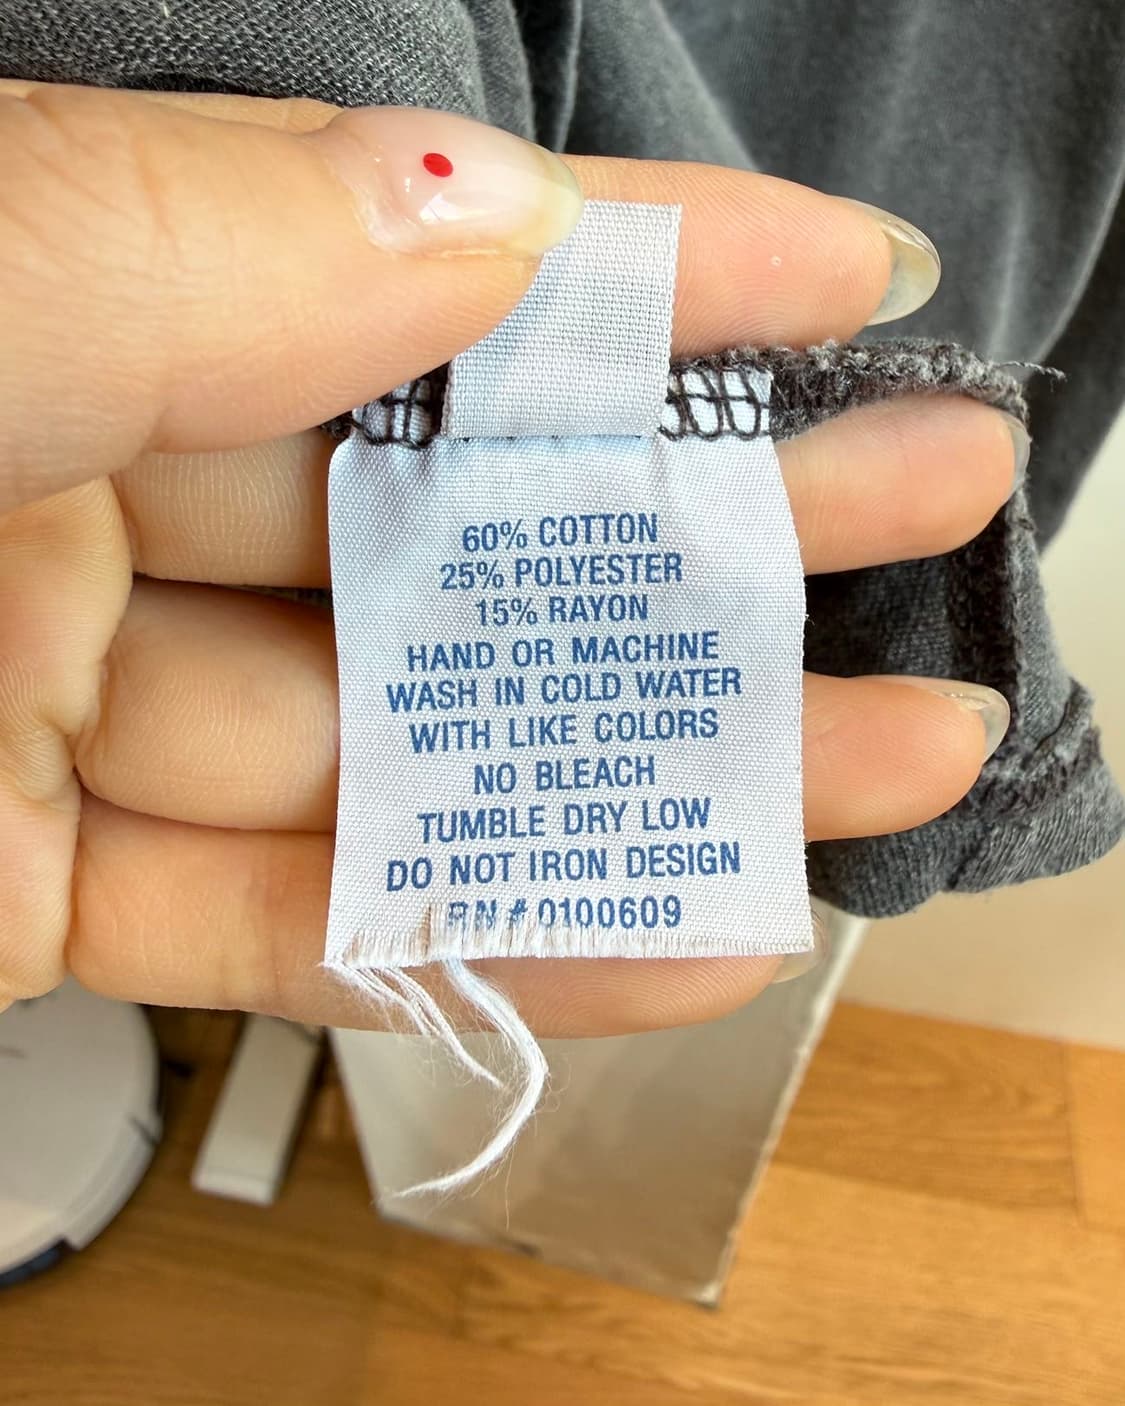 60% COTTON
25% POLYESTER
15% RAYON
HAND OR MACHINE
WASH IN COLD WATER
WITH LIKE COLORS
NO BLEACH
TUMBLE DRY LOW
DO NOT IRON DESIGN
RN # 0100609